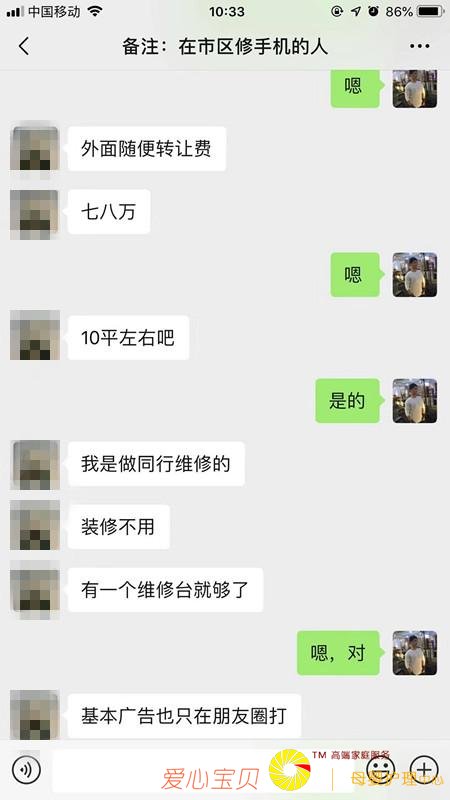 中国移动
10:33
86%
备注：在市区修手机的人
嗯
外面随便转让费
七八万
嗯
10平左右吧
是的
我是做同行维修的
装修不用
有一个维修台就够了
嗯，对
基本广告也只在朋友圈打
爱心宝贝
TM 高端家庭服务
母婴护理中心